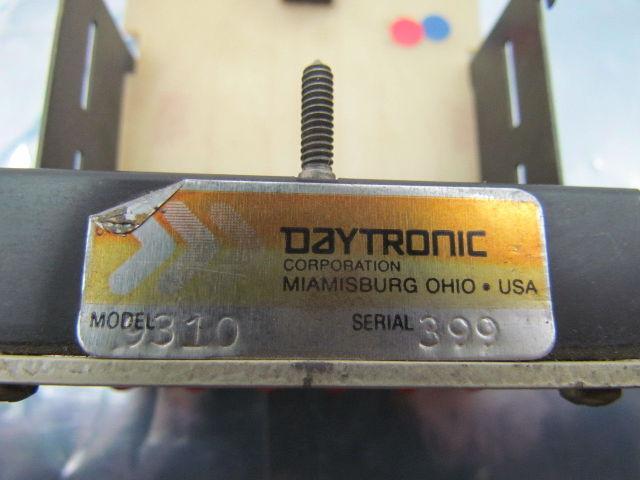 DAYTRONIC
CORPORATION
MIAMISBURG OHIO • USA
MODEL 9310 SERIAL 399